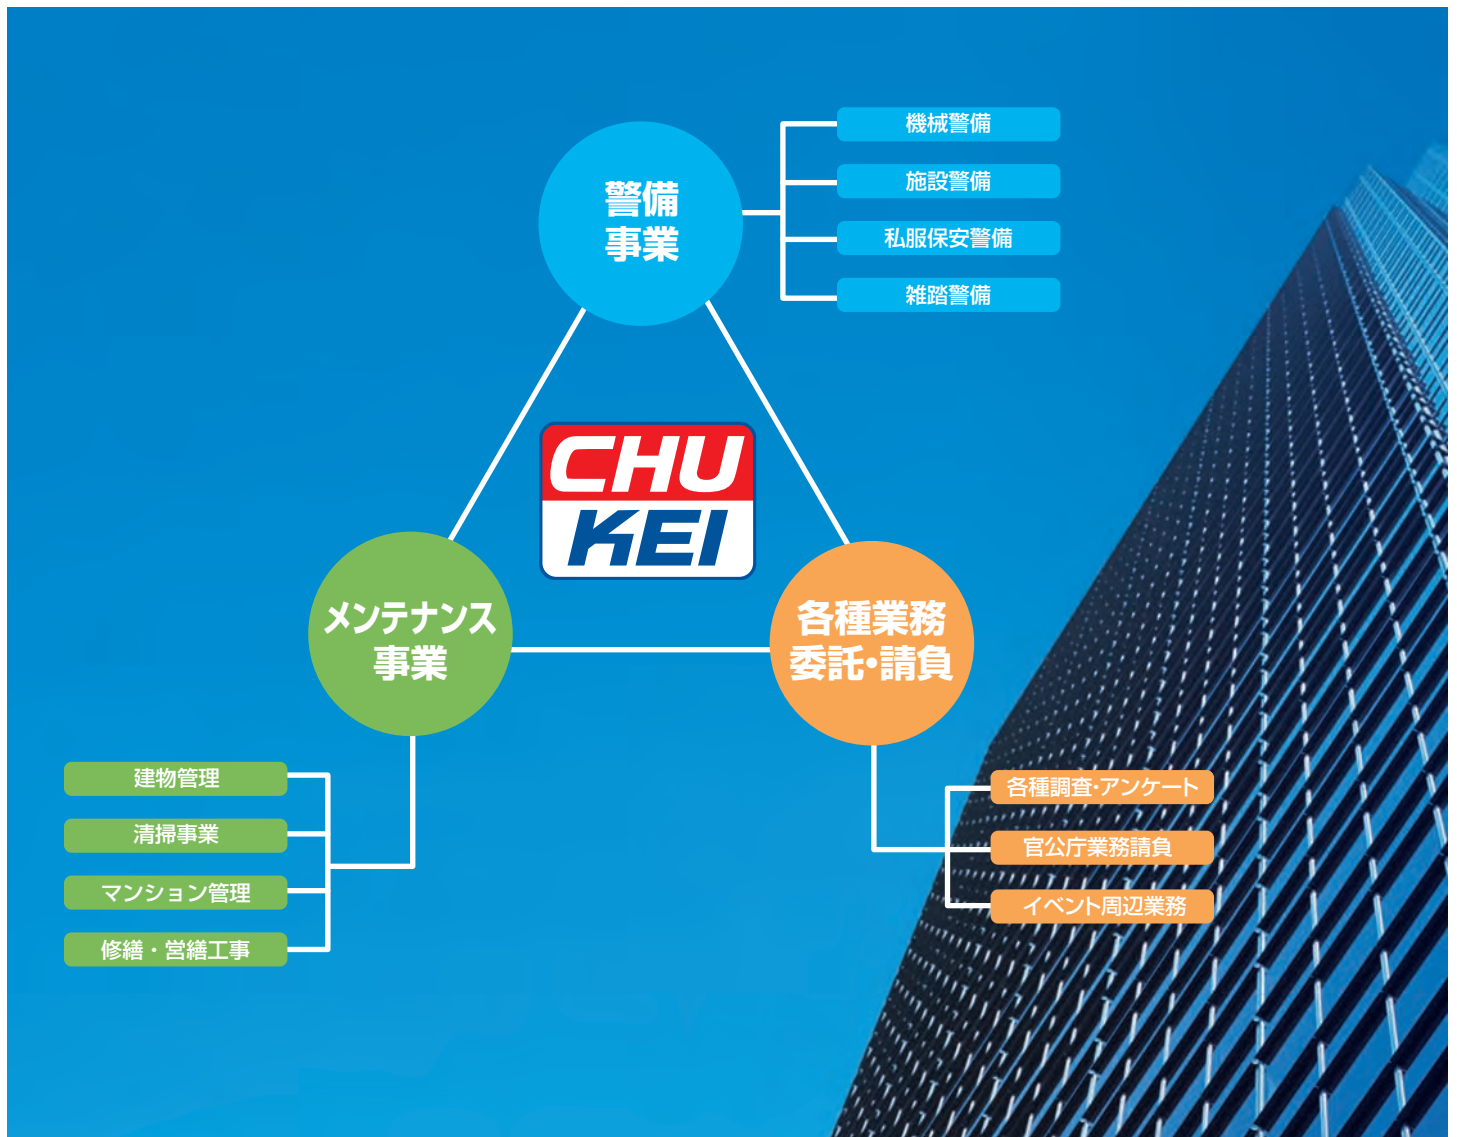 警備
事業
機械警備
施設警備
私服保安警備
雑踏警備
CHU
KEI
メンテナンス
事業
建物管理
清掃事業
マンション管理
修繕・営繕工事
各種業務
委託・請負
各種調査・アンケート
官公庁業務請負
イベント周辺業務